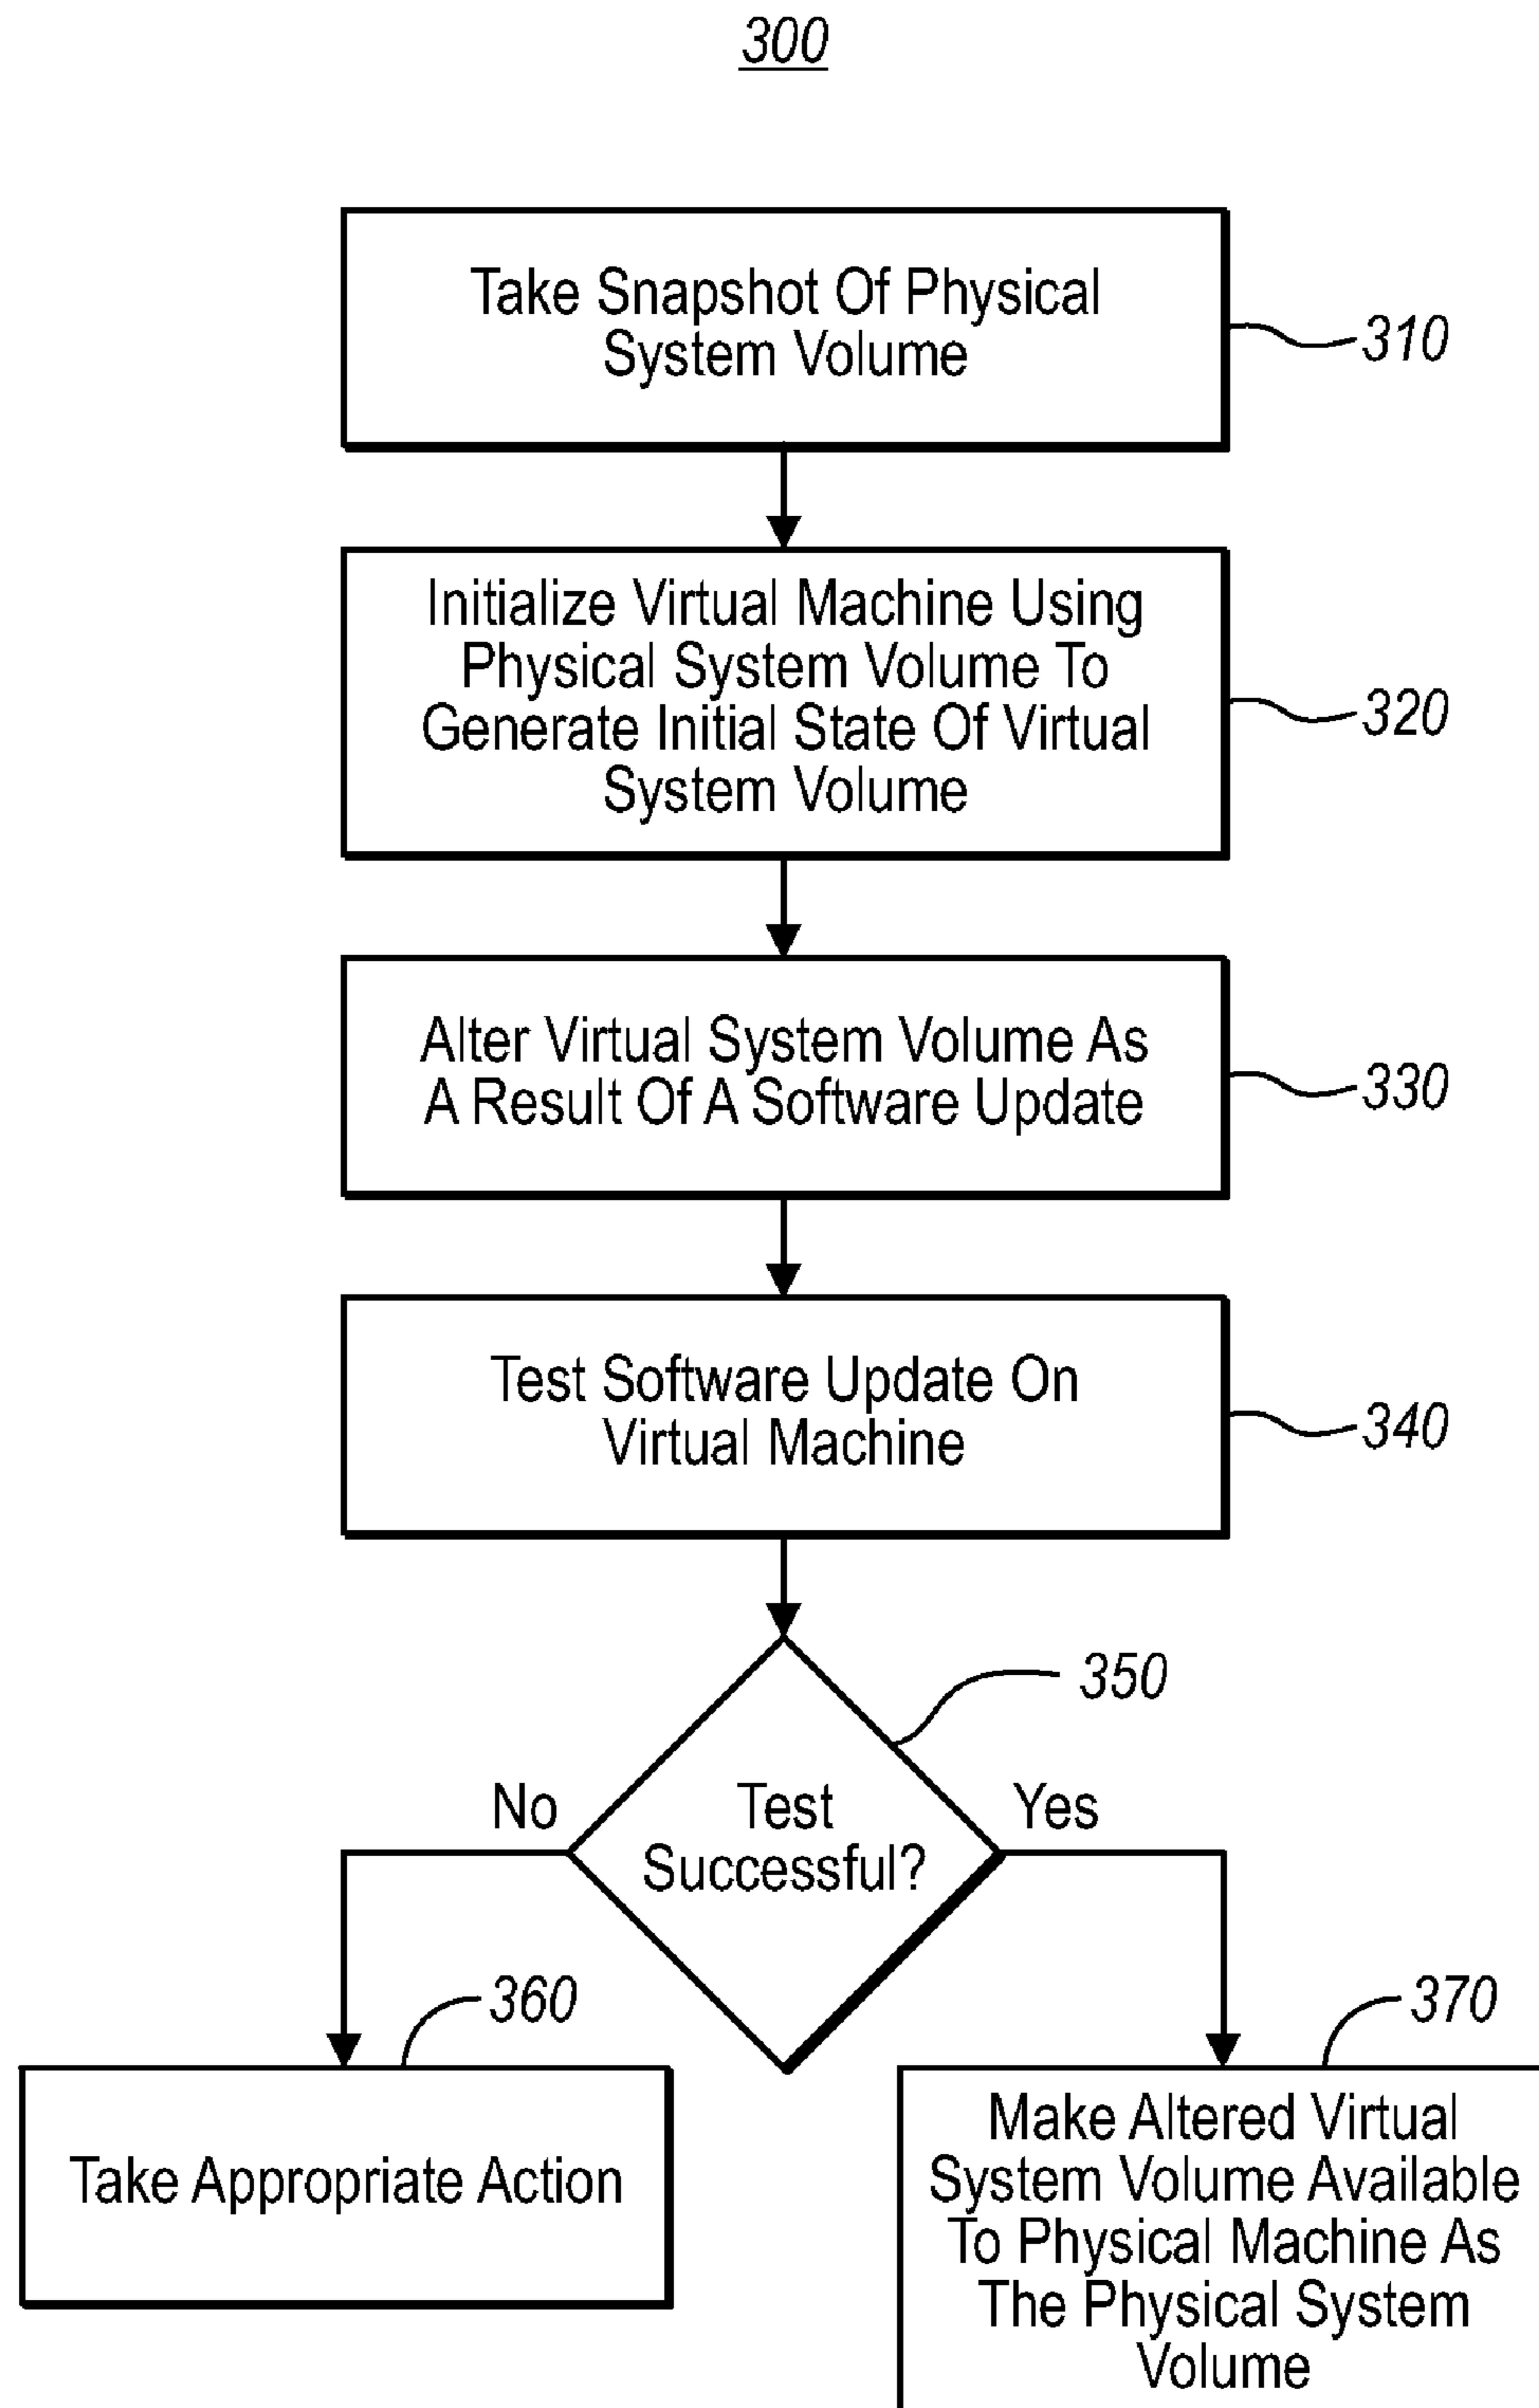 300
Take Snapshot Of Physical
System Volume
310
Initialize Virtual Machine Using
Physical System Volume To
Generate Initial State Of Virtual
System Volume
320
Alter Virtual System Volume As
A Result Of A Software Update
330
Test Software Update On
Virtual Machine
340
350
No
Test
Successful?
Yes
360
Take Appropriate Action
370
Make Altered Virtual
System Volume Available
To Physical Machine As
The Physical System
Volume